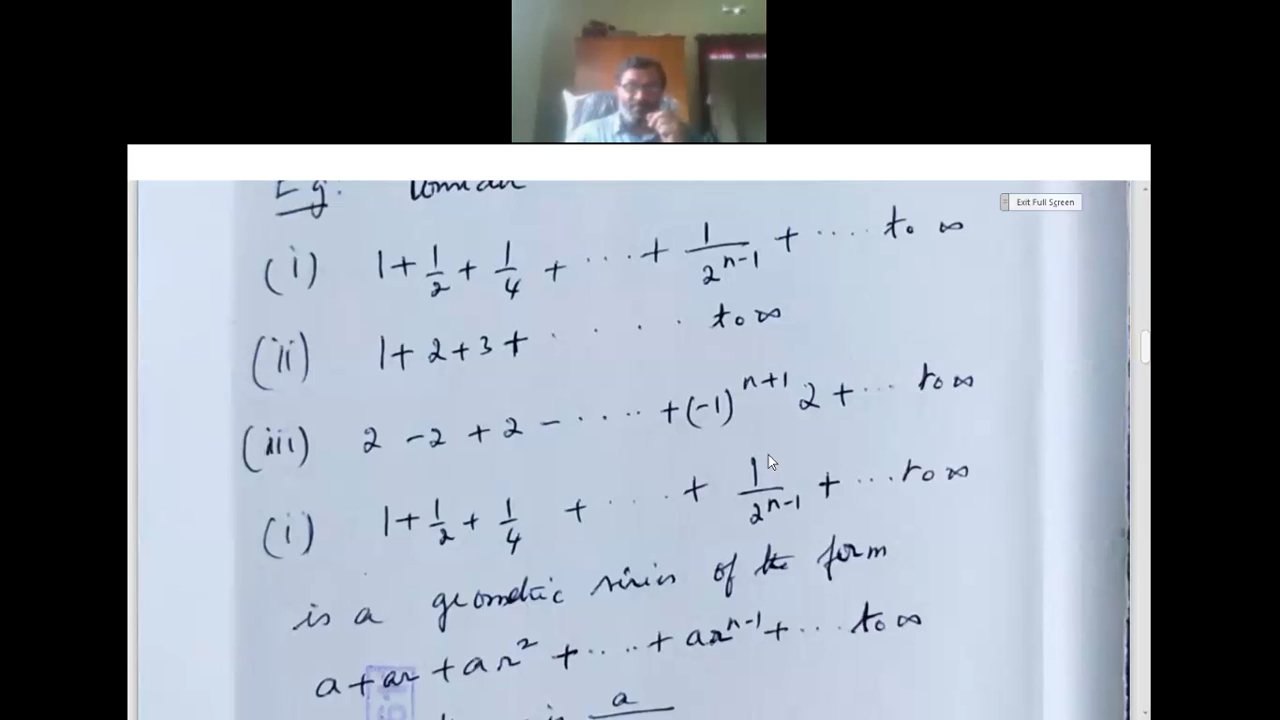 Exit Full Screen
Eg: Consider
(i) 1 + 1/2 + 1/4 + ... + 1/2^{n-1} + .... to ∞
(ii) 1 + 2 + 3 + . . . . to ∞
(iii) 2 - 2 + 2 - ..... + (-1)^{n+1} 2 + ... to ∞
(i) 1 + 1/2 + 1/4 + .... + 1/2^{n-1} + ... to ∞
is a geometric series of the form
a + ar + ar^2 + ..... + ar^{n-1} + ... to ∞
a